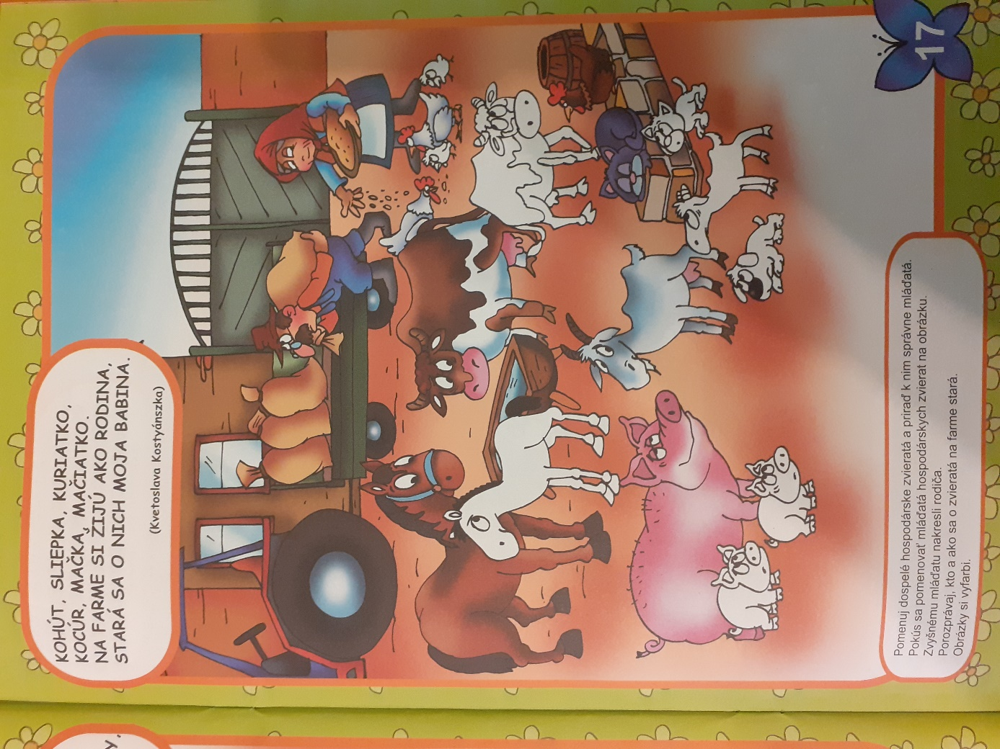 KOHÚT, SLIEPKA, KURIATKO,
KOCÚR, MAČKA, MAČIATKO.
NA FARME SI ŽIJÚ AKO RODINA,
STARÁ SA O NICH MOJA BABINA.
(Kvetoslava Kostyánszka)
Pomenuj dospelé hospodárske zvieratá a priraď k nim správne mláďatá.
Pokús sa pomenovať mláďatá hospodárskych zvierat na obrázku.
Zvyšnému mláďatu nakresli rodiča.
Porozprávaj, kto a ako sa o zvieratá na farme stará.
Obrázky si vyfarbi.
17